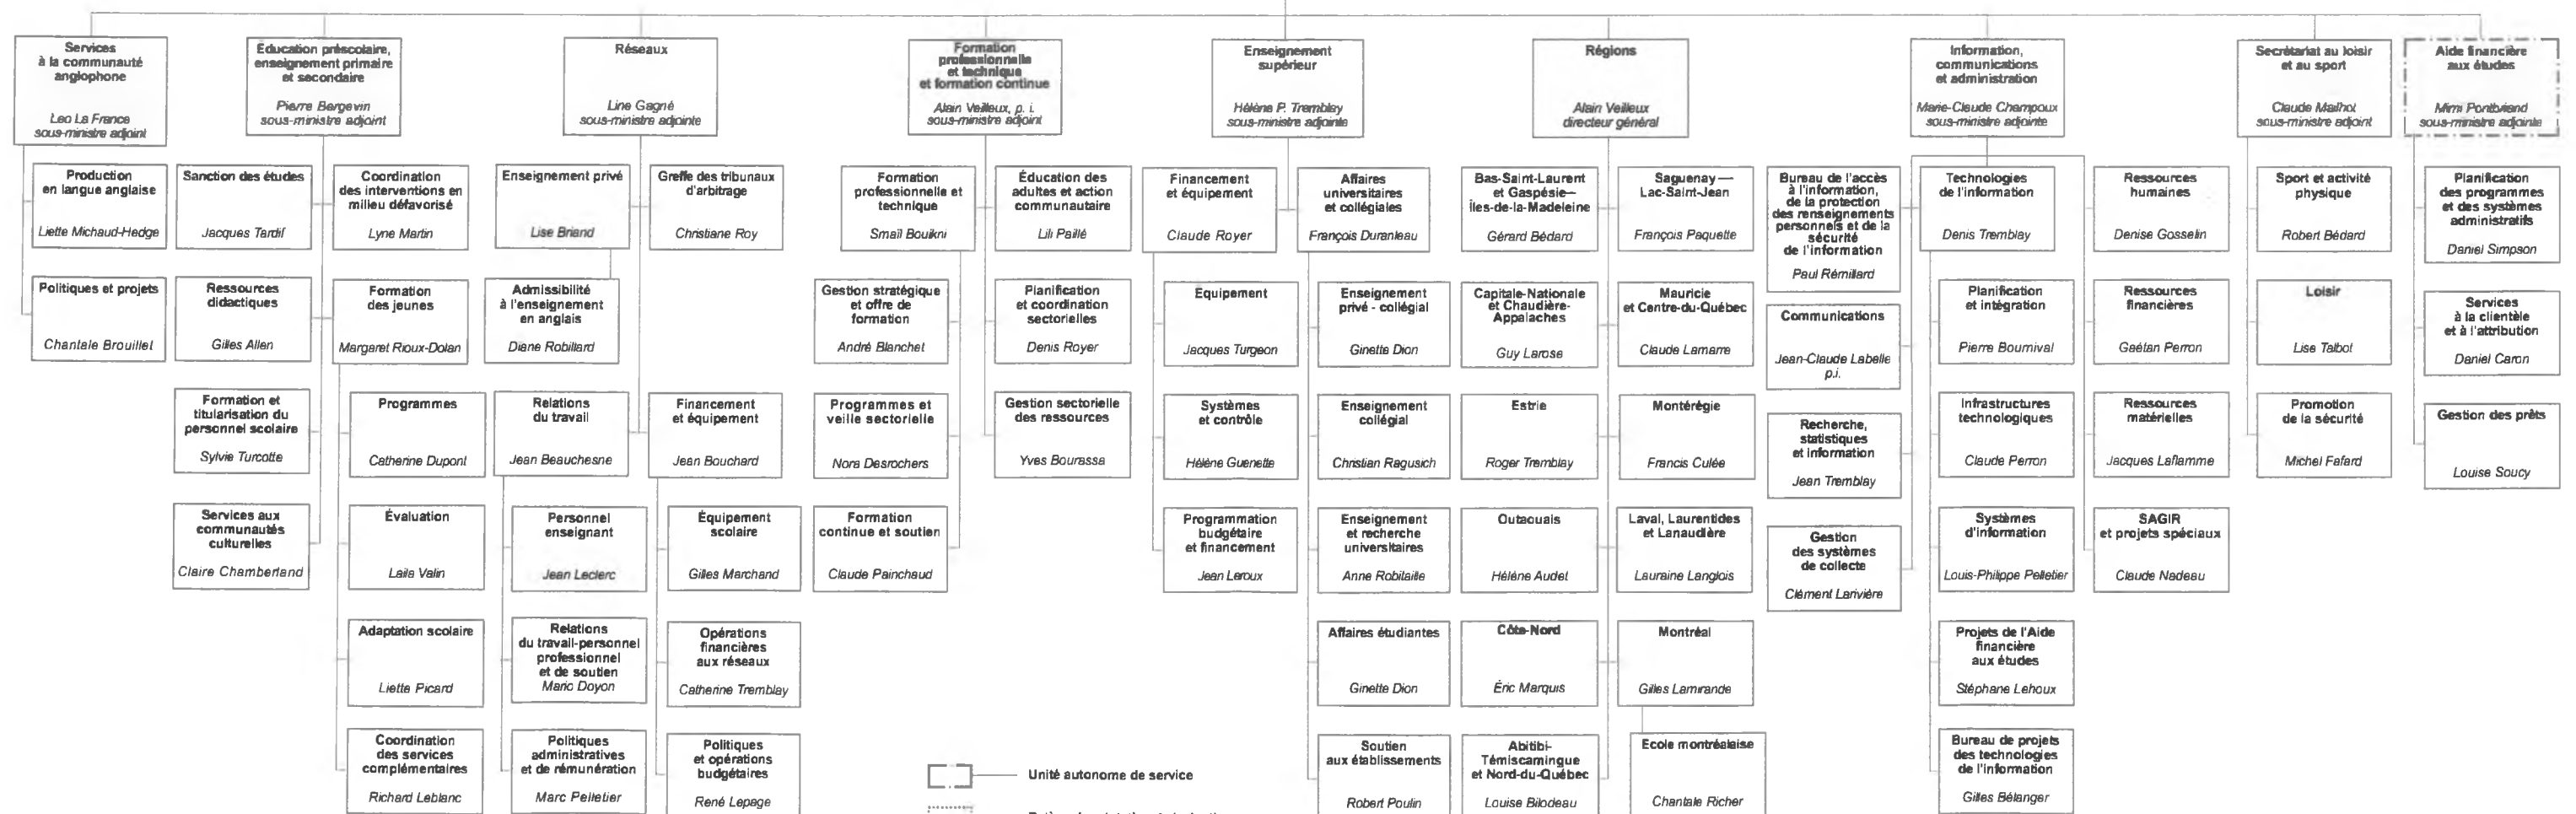 Services
à la communauté
anglophone
Leo La France
sous-ministre adjoint
Éducation préscolaire,
enseignement primaire
et secondaire
Pierre Bergevin
sous-ministre adjoint
Réseaux
Line Gagné
sous-ministre adjointe
Formation
professionnelle
et technique
et formation continue
Alain Veilleux, p. i.
sous-ministre adjoint
Enseignement
supérieur
Hélène P. Tremblay
sous-ministre adjointe
Régions
Alain Veilleux
directeur général
Information,
communications
et administration
Marie-Claude Champoux
sous-ministre adjointe
Secrétariat au loisir
et au sport
Claude Mailhot
sous-ministre adjoint
Aide financière
aux études
Mimi Pontbriand
sous-ministre adjointe
Production
en langue anglaise
Liette Michaud-Hedge
Sanction des études
Jacques Tardif
Coordination
des interventions en
milieu défavorisé
Lyne Martin
Enseignement privé
Lise Briand
Greffe des tribunaux
d'arbitrage
Christiane Roy
Formation
professionnelle et
technique
Smaïl Bouikni
Éducation des
adultes et action
communautaire
Lili Paillé
Financement
et équipement
Claude Royer
Affaires
universitaires
et collégiales
François Duranleau
Bas-Saint-Laurent
et Gaspésie—
Îles-de-la-Madeleine
Gérard Bédard
Saguenay —
Lac-Saint-Jean
François Paquette
Bureau de l'accès
à l'information,
de la protection
des renseignements
personnels et de la
sécurité
de l'information
Paul Rémillard
Technologies
de l'information
Denis Tremblay
Ressources
humaines
Denise Gosselin
Sport et activité
physique
Robert Bédard
Planification
des programmes
et des systèmes
administratifs
Daniel Simpson
Politiques et projets
Chantale Brouillet
Ressources
didactiques
Gilles Allen
Formation
des jeunes
Margaret Rioux-Dolan
Admissibilité
à l'enseignement
en anglais
Diane Robillard
Gestion stratégique
et offre de
formation
André Blanchet
Planification
et coordination
sectorielles
Denis Royer
Equipement
Jacques Turgeon
Enseignement
privé - collégial
Ginette Dion
Capitale-Nationale
et Chaudière-
Appalaches
Guy Larose
Mauricie
et Centre-du-Québec
Claude Lamarre
Communications
Jean-Claude Labelle
p.i.
Planification
et intégration
Pierre Bournival
Ressources
financières
Gaétan Perron
Loisir
Lise Talbot
Services
à la clientèle
et à l'attribution
Daniel Caron
Formation et
titularisation du
personnel scolaire
Sylvie Turcotte
Programmes
Catherine Dupont
Relations
du travail
Jean Beauchesne
Financement
et équipement
Jean Bouchard
Programmes et
veille sectorielle
Nora Desrochers
Gestion sectorielle
des ressources
Yves Bourassa
Systèmes
et contrôle
Hélène Guenette
Enseignement
collégial
Christian Ragusich
Estrie
Roger Tremblay
Montérégie
Francis Culée
Recherche,
statistiques
et information
Jean Tremblay
Infrastructures
technologiques
Claude Perron
Ressources
matérielles
Jacques Laflamme
Promotion
de la sécurité
Michel Fafard
Gestion des prêts
Louise Soucy
Services aux
communautés
culturelles
Claire Chamberland
Évaluation
Laila Valin
Personnel
enseignant
Jean Leclerc
Équipement
scolaire
Gilles Marchand
Formation
continue et soutien
Claude Painchaud
Programmation
budgétaire
et financement
Jean Leroux
Enseignement
et recherche
universitaires
Anne Robitaille
Outaouais
Hélène Audet
Laval, Laurentides
et Lanaudière
Lauraine Langlois
Gestion
des systèmes
de collecte
Clément Larivière
Systèmes
d'information
Louis-Philippe Pelletier
SAGIR
et projets spéciaux
Claude Nadeau
Adaptation scolaire
Liette Picard
Relations
du travail-personnel
professionnel
et de soutien
Mario Doyon
Opérations
financières
aux réseaux
Catherine Tremblay
Affaires étudiantes
Ginette Dion
Côte-Nord
Éric Marquis
Montréal
Gilles Lamirande
Projets de l'Aide
financière
aux études
Stéphane Lehoux
Coordination
des services
complémentaires
Richard Leblanc
Politiques
administratives
et de rémunération
Marc Pelletier
Politiques
et opérations
budgétaires
René Lepage
Unité autonome de service
Soutien
aux établissements
Robert Poulin
Abitibi-
Témiscamingue
et Nord-du-Québec
Louise Bilodeau
Ecole montréalaise
Chantale Richer
Bureau de projets
des technologies
de l'information
Gilles Bélanger